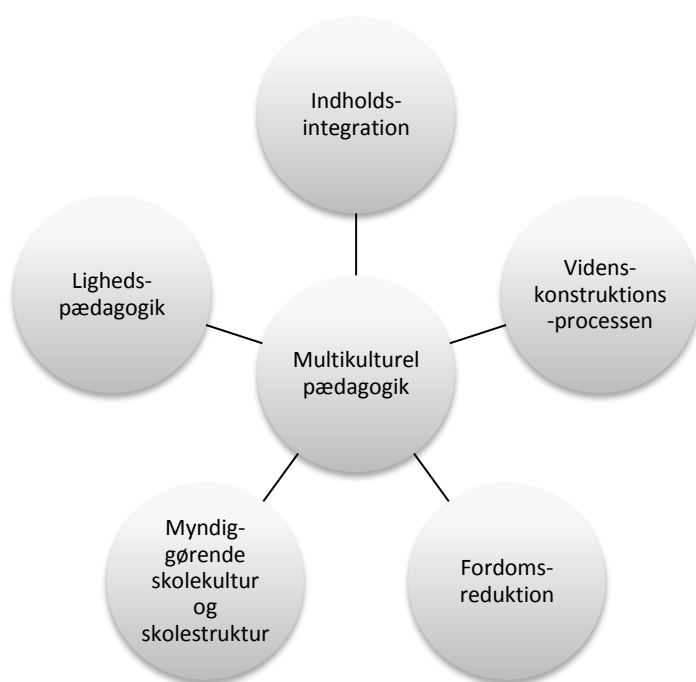 Indholds-
integration
Videns-
konstruktions
-processen
Ligheds-
pædagogik
Multikulturel
pædagogik
Myndig-
gørende
skolekultur
og
skolestruktur
Fordoms-
reduktion